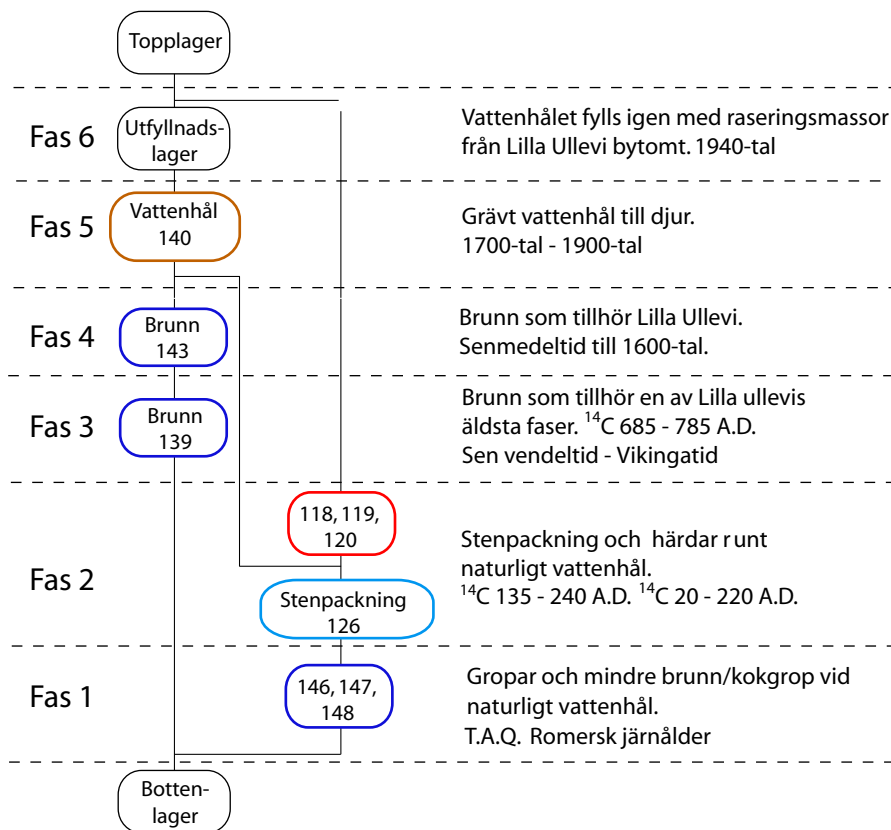 Topplager
Fas 6
Utfyllnads-
lager
Vattenhålet fylls igen med raseringsmassor
från Lilla Ullevi bytomt. 1940-tal
Fas 5
Vattenhål
140
Grävt vattenhål till djur.
1700-tal - 1900-tal
Fas 4
Brunn
143
Brunn som tillhör Lilla Ullevi.
Senmedeltid till 1600-tal.
Fas 3
Brunn
139
Brunn som tillhör en av Lilla ullevis
äldsta faser. ¹⁴C 685 - 785 A.D.
Sen vendeltid - Vikingatid
Fas 2
118, 119,
120
Stenpackning
126
Stenpackning och härdar runt
naturligt vattenhål.
¹⁴C 135 - 240 A.D. ¹⁴C 20 - 220 A.D.
Fas 1
146, 147,
148
Gropar och mindre brunn/kokgrop vid
naturligt vattenhål.
T.A.Q. Romersk järnålder
Botten-
lager